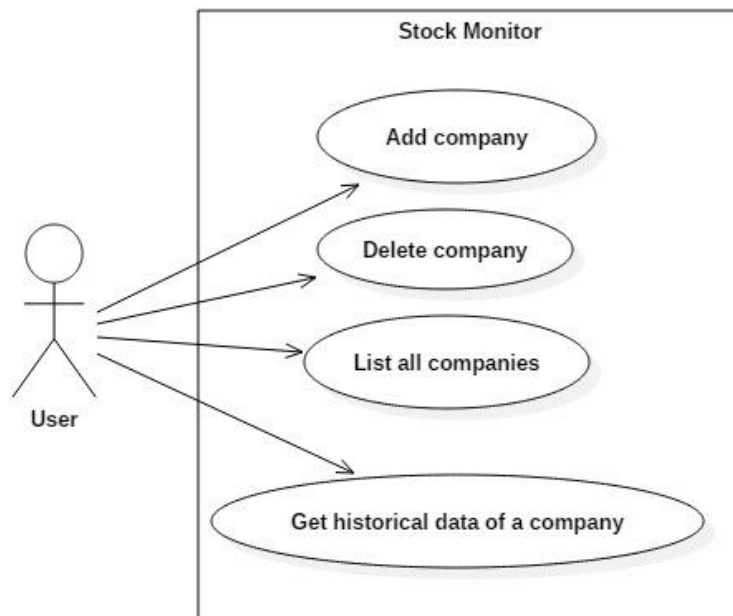 Stock Monitor
Add company
Delete company
List all companies
User
Get historical data of a company